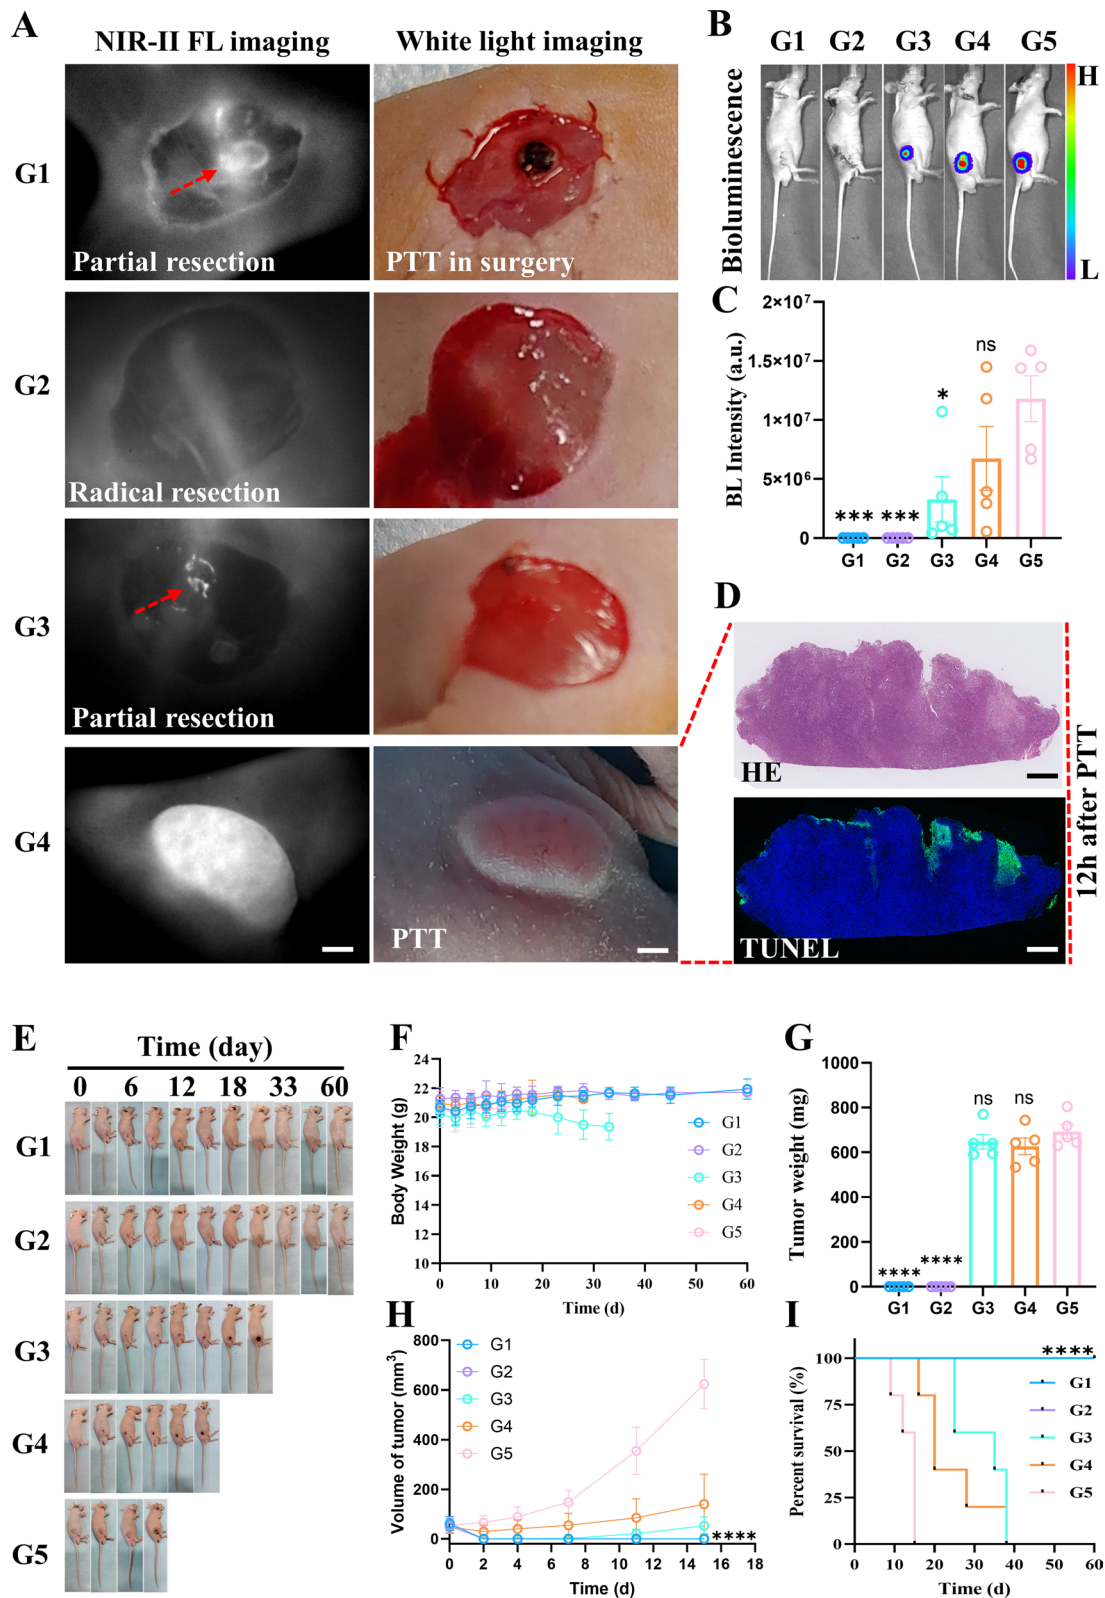 A
NIR-II FL imaging
White light imaging
G1
Partial resection
PTT in surgery
G2
Radical resection
G3
Partial resection
G4
PTT
B
G1 G2 G3 G4 G5
Bioluminescence
H
L
C
BL Intensity (a.u.)
2×10⁷
1.5×10⁷
1×10⁷
5×10⁶
0
*** *** * ns
G1 G2 G3 G4 G5
D
HE
TUNEL
12h after PTT
E
Time (day)
0 6 12 18 33 60
G1
G2
G3
G4
G5
F
Body Weight (g)
24
22
20
18
16
14
12
10
0 10 20 30 40 50 60
Time (d)
G1
G2
G3
G4
G5
G
Tumor weight (mg)
1000
800
600
400
200
0
**** **** ns ns
G1 G2 G3 G4 G5
H
Volume of tumor (mm³)
800
600
400
200
0
0 2 4 6 8 10 12 14 16 18
Time (d)
G1
G2
G3
G4
G5
****
I
Percent survival (%)
100
75
50
25
0
0 10 20 30 40 50 60
Time (d)
****
G1
G2
G3
G4
G5